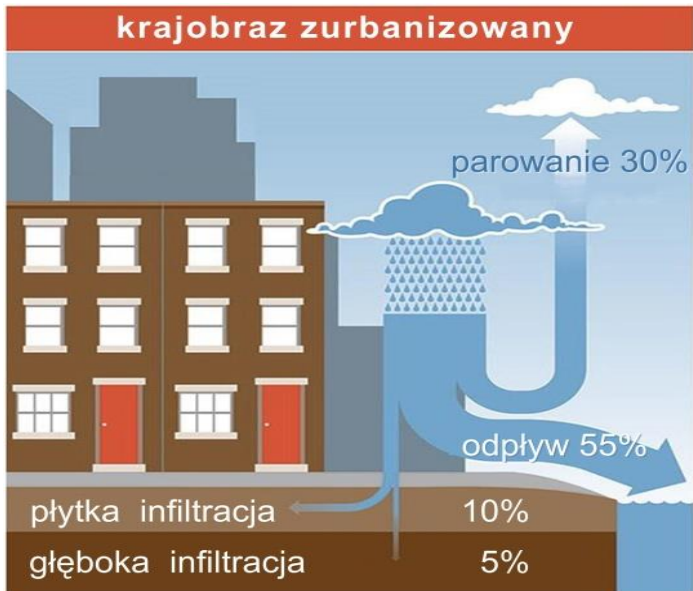 krajobraz zurbanizowany
parowanie 30%
odpływ 55%
płytka infiltracja 10%
głęboka infiltracja 5%